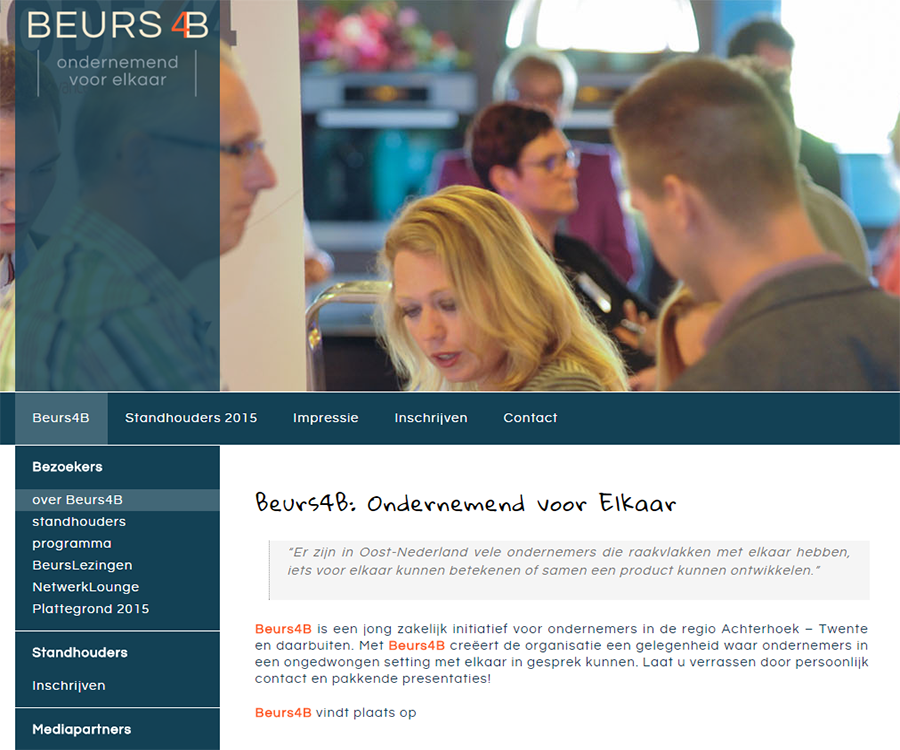 BEURS 4B
ondernemend
voor elkaar
Beurs4B
Standhouders 2015
Impressie
Inschrijven
Contact
Bezoekers
over Beurs4B
standhouders
programma
BeursLezingen
NetwerkLounge
Plattegrond 2015
Standhouders
Inschrijven
Mediapartners
Beurs4B: Ondernemend voor Elkaar
“Er zijn in Oost-Nederland vele ondernemers die raakvlakken met elkaar hebben,
iets voor elkaar kunnen betekenen of samen een product kunnen ontwikkelen.”
Beurs4B is een jong zakelijk initiatief voor ondernemers in de regio Achterhoek – Twente
en daarbuiten. Met Beurs4B creëert de organisatie een gelegenheid waar ondernemers in
een ongedwongen setting met elkaar in gesprek kunnen. Laat u verrassen door persoonlijk
contact en pakkende presentaties!
Beurs4B vindt plaats op